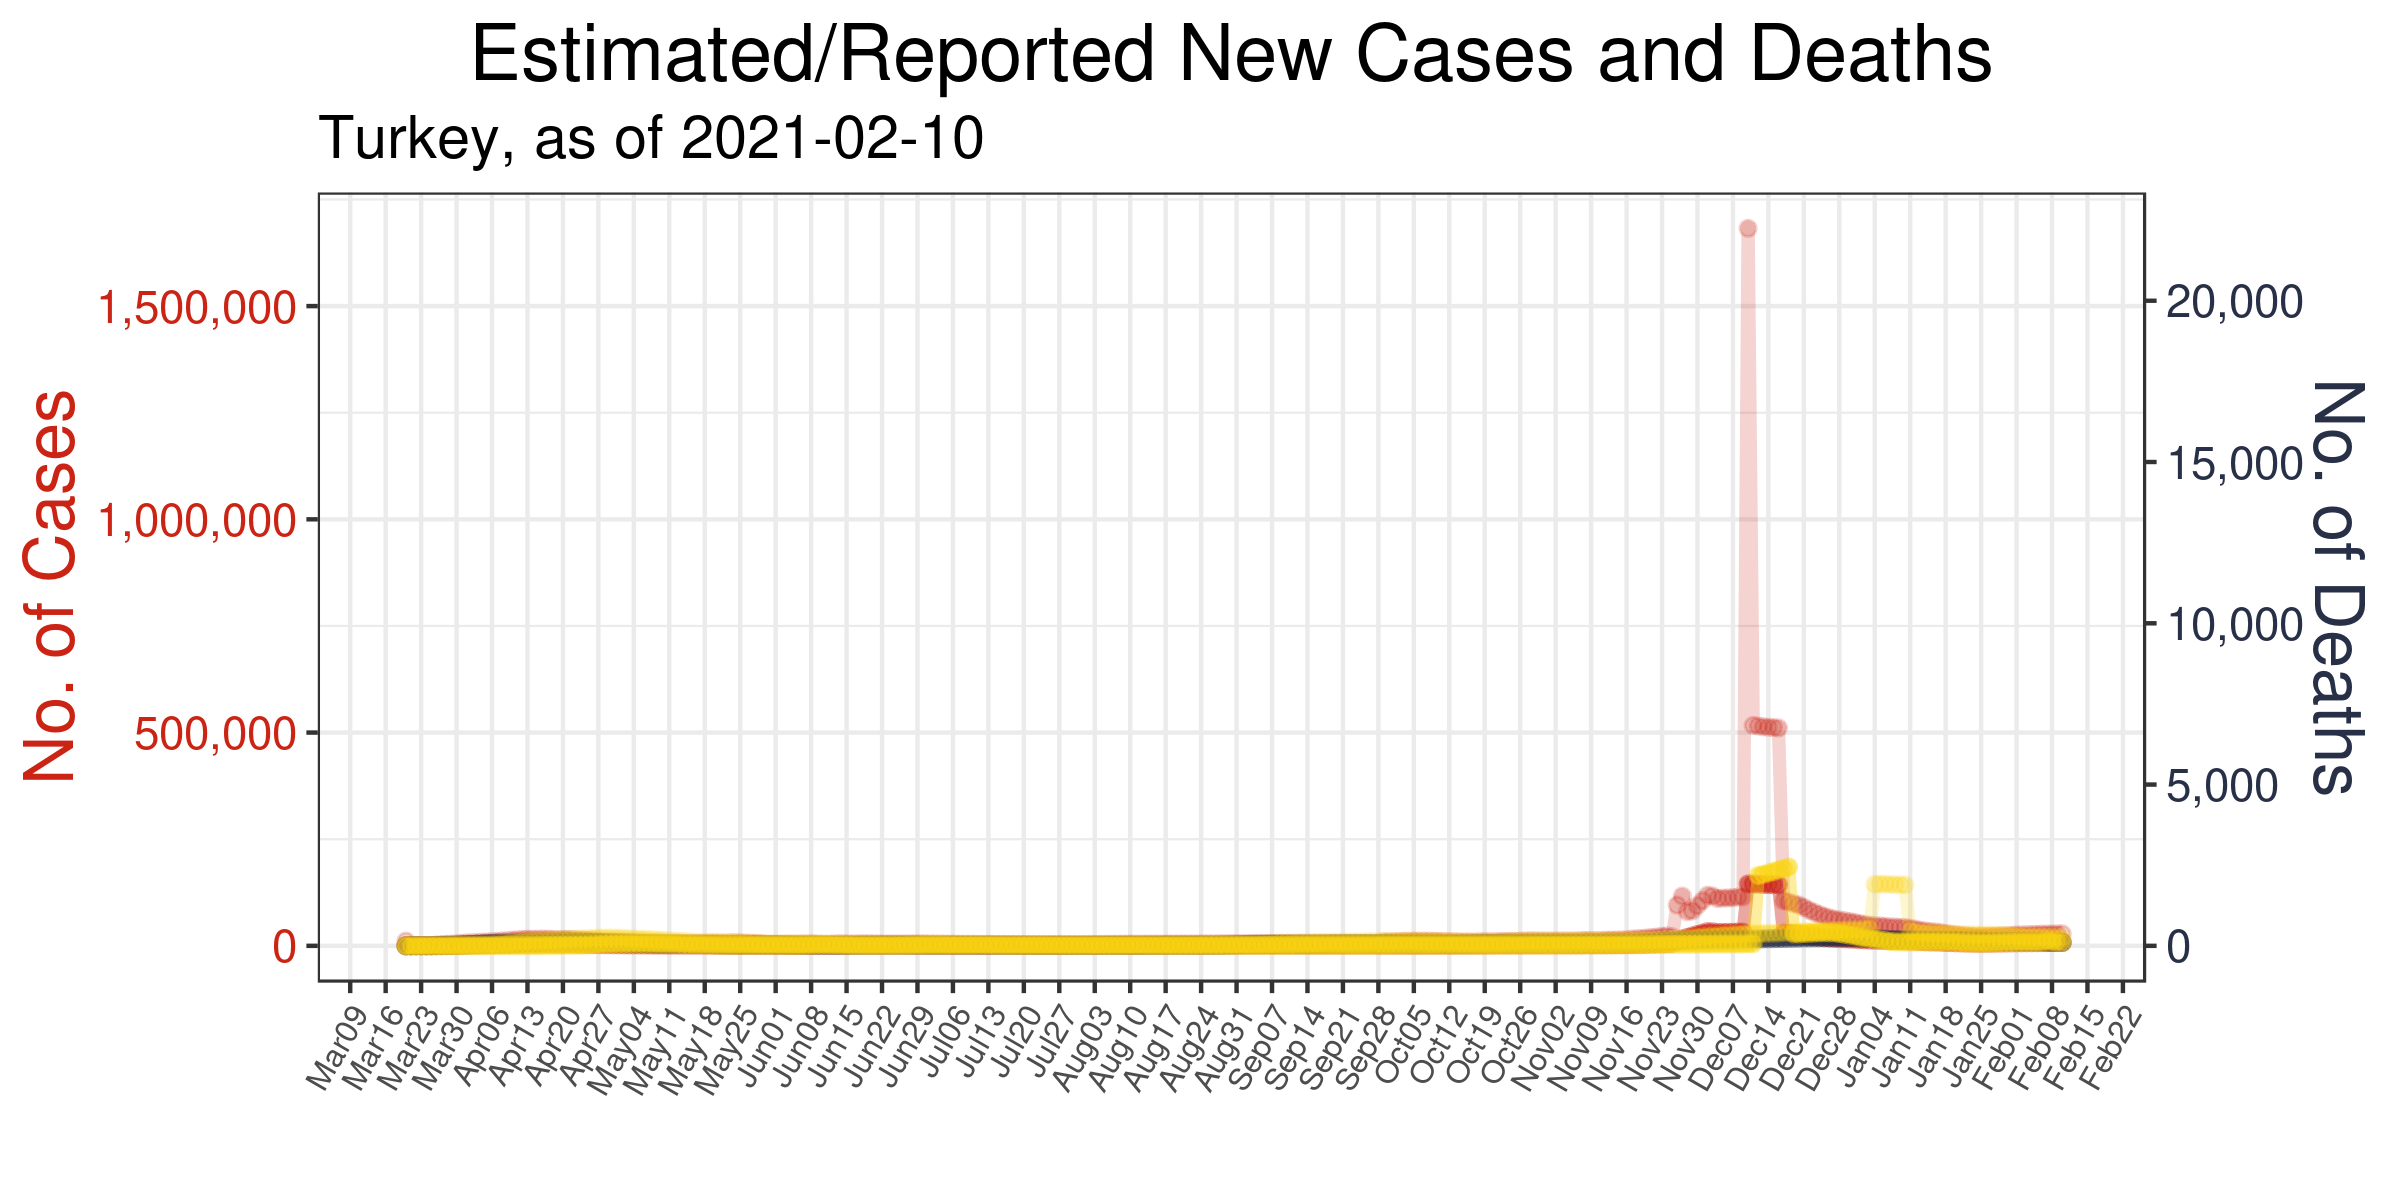 Estimated/Reported New Cases and Deaths
Turkey, as of 2021-02-10
No. of Cases
1,500,000
1,000,000
500,000
0
20,000
15,000
10,000
5,000
0
No. of Deaths
Mar09
Mar16
Mar23
Mar30
Apr06
Apr13
Apr20
Apr27
May04
May11
May18
May25
Jun01
Jun08
Jun15
Jun22
Jun29
Jul06
Jul13
Jul20
Jul27
Aug03
Aug10
Aug17
Aug24
Aug31
Sep07
Sep14
Sep21
Sep28
Oct05
Oct12
Oct19
Oct26
Nov02
Nov09
Nov16
Nov23
Nov30
Dec07
Dec14
Dec21
Dec28
Jan04
Jan11
Jan18
Jan25
Feb01
Feb08
Feb15
Feb22